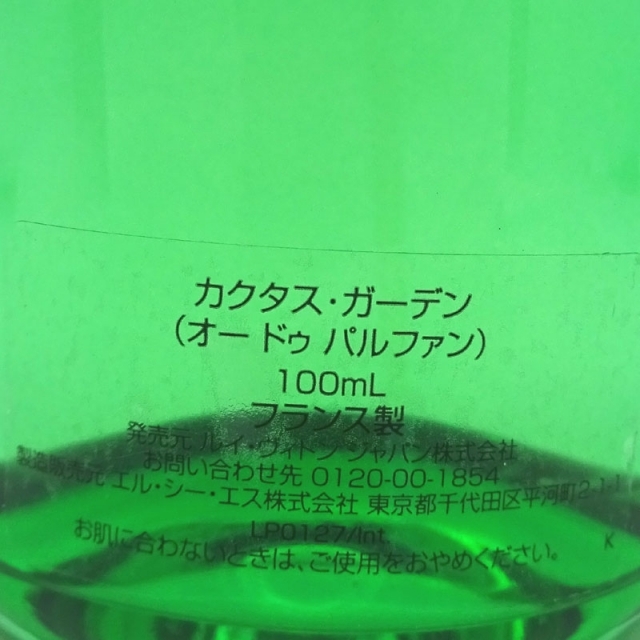 カクタス・ガーデン
（オー ドゥ パルファン）
100mL
フランス製
発売元 ルイ・ヴィトン ジャパン株式会社
お問い合わせ先 0120-00-1854
製造販売元 エル・シー・エス株式会社 東京都千代田区平河町2-1-1
LP0127/Int.
お肌に合わないときは、ご使用をおやめください。
K